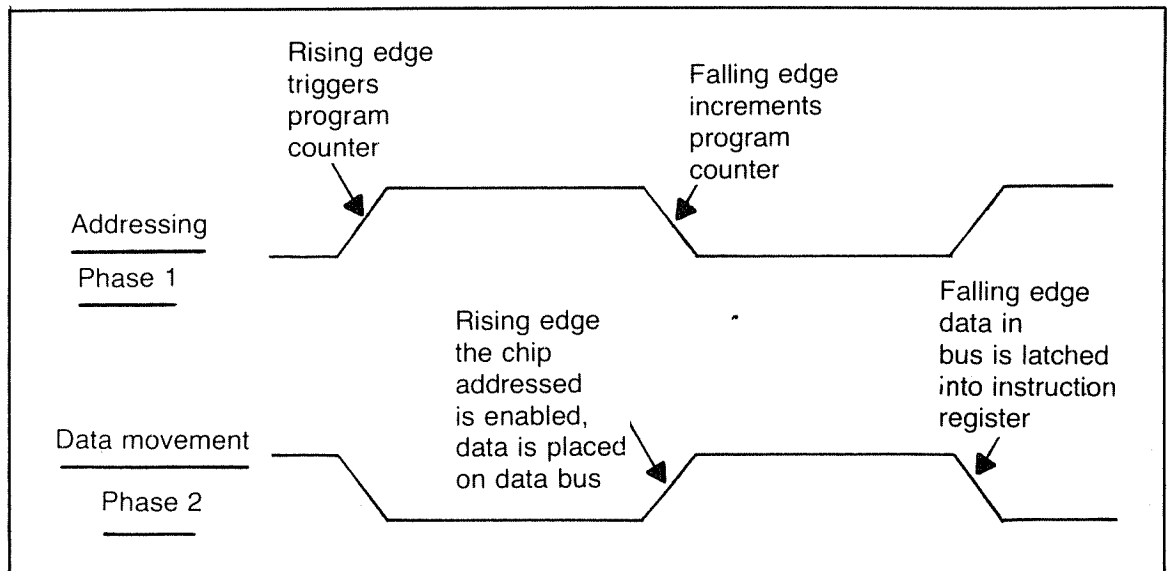 Rising edge
triggers
program
counter
Falling edge
increments
program
counter
Addressing
Phase 1
Rising edge
the chip
addressed
is enabled,
data is placed
on data bus
Falling edge
data in
bus is latched
into instruction
register
Data movement
Phase 2